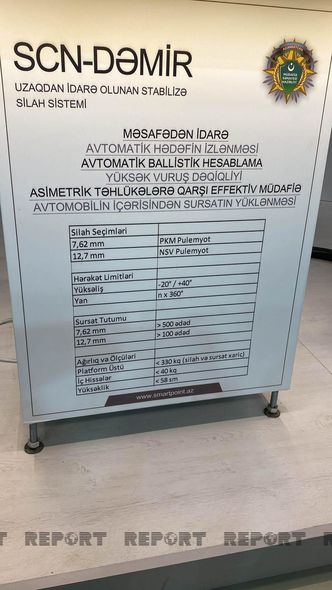 SCN-DƏMİR
UZAQDAN İDARƏ OLUNAN STABİLİZƏ
SİLAH SİSTEMİ
MƏSAFƏDƏN İDARƏ
AVTOMATİK HƏDƏFİN İZLƏNMƏSİ
AVTOMATİK BALLİSTİK HESABLAMA
YÜKSƏK VURUŞ DƏQİQLİYİ
ASİMETRİK TƏHLÜKƏLƏRƏ QARŞI EFFEKTİV MÜDAFİƏ
AVTOMOBİLİN İÇƏRİSİNDƏN SURSATIN YÜKLƏNMƏSİ
Silah Seçimləri
7,62 mm PKM Pulemyot
12,7 mm NSV Pulemyot
Hərəkət Limitləri
Yüksəliş -20° / +40°
Yan n x 360°
Sursat Tutumu
7,62 mm > 500 ədəd
12,7 mm > 100 ədəd
Ağırlıq və Ölçüləri
Platform Üstü < 330 kq (silah və sursat xaric)
İç Hissələr < 40 kq
Yüksəklik < 58 sm
www.smartpoint.az
REPORT REPORT REPORT